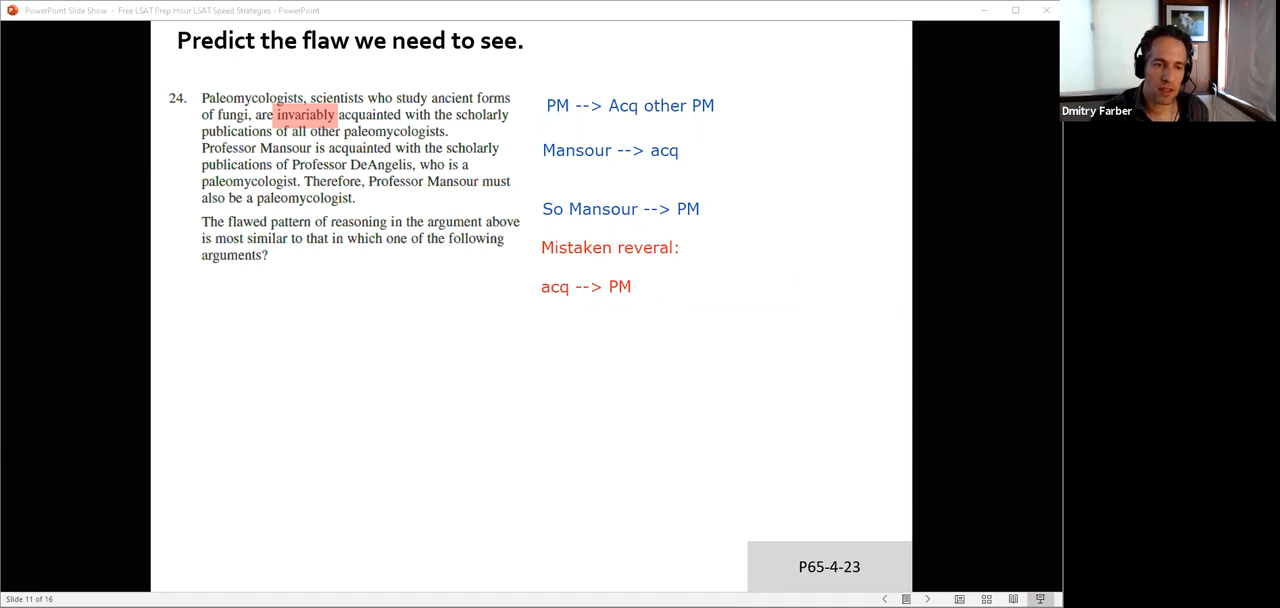 PowerPoint Slide Show - Free LSAT Prep Hour LSAT Speed Strategies - PowerPoint
Predict the flaw we need to see.
24. Paleomycologists, scientists who study ancient forms
of fungi, are invariably acquainted with the scholarly
publications of all other paleomycologists.
Professor Mansour is acquainted with the scholarly
publications of Professor DeAngelis, who is a
paleomycologist. Therefore, Professor Mansour must
also be a paleomycologist.
The flawed pattern of reasoning in the argument above
is most similar to that in which one of the following
arguments?
PM --> Acq other PM
Mansour --> acq
So Mansour --> PM
Mistaken reveral:
acq --> PM
P65-4-23
Dmitry Farber
Slide 11 of 16